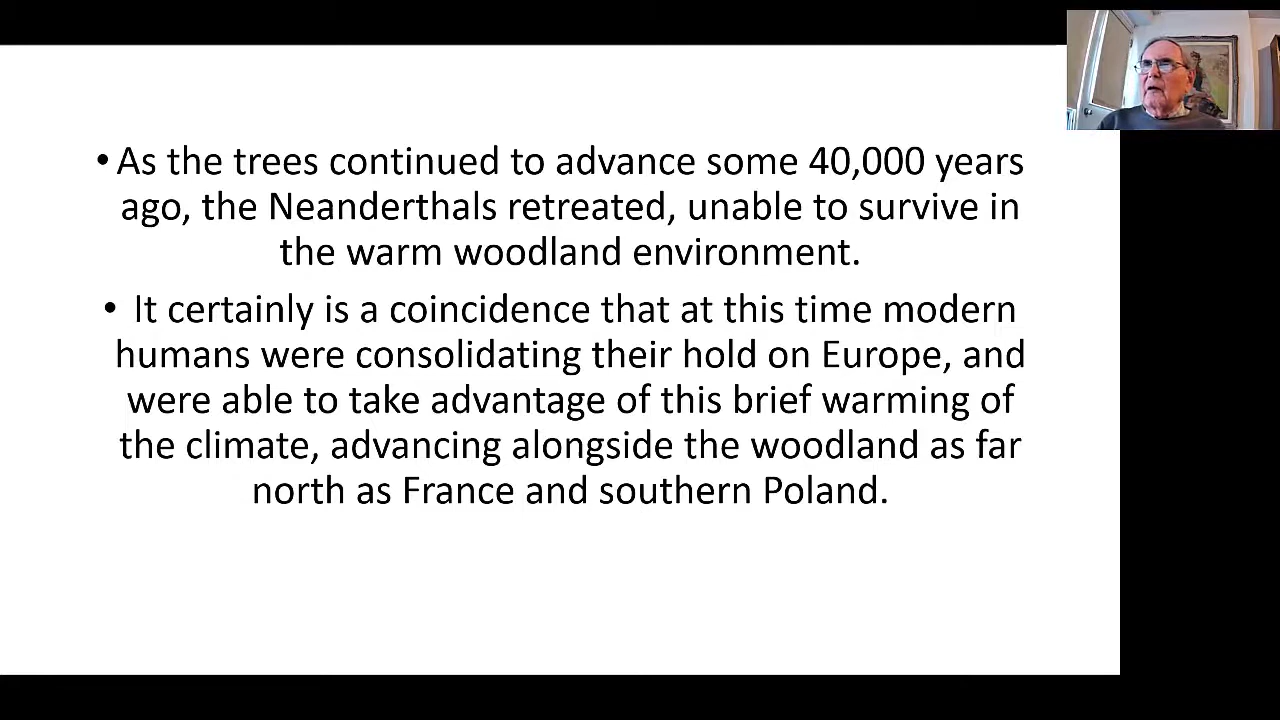 • As the trees continued to advance some 40,000 years
ago, the Neanderthals retreated, unable to survive in
the warm woodland environment.
• It certainly is a coincidence that at this time modern
humans were consolidating their hold on Europe, and
were able to take advantage of this brief warming of
the climate, advancing alongside the woodland as far
north as France and southern Poland.